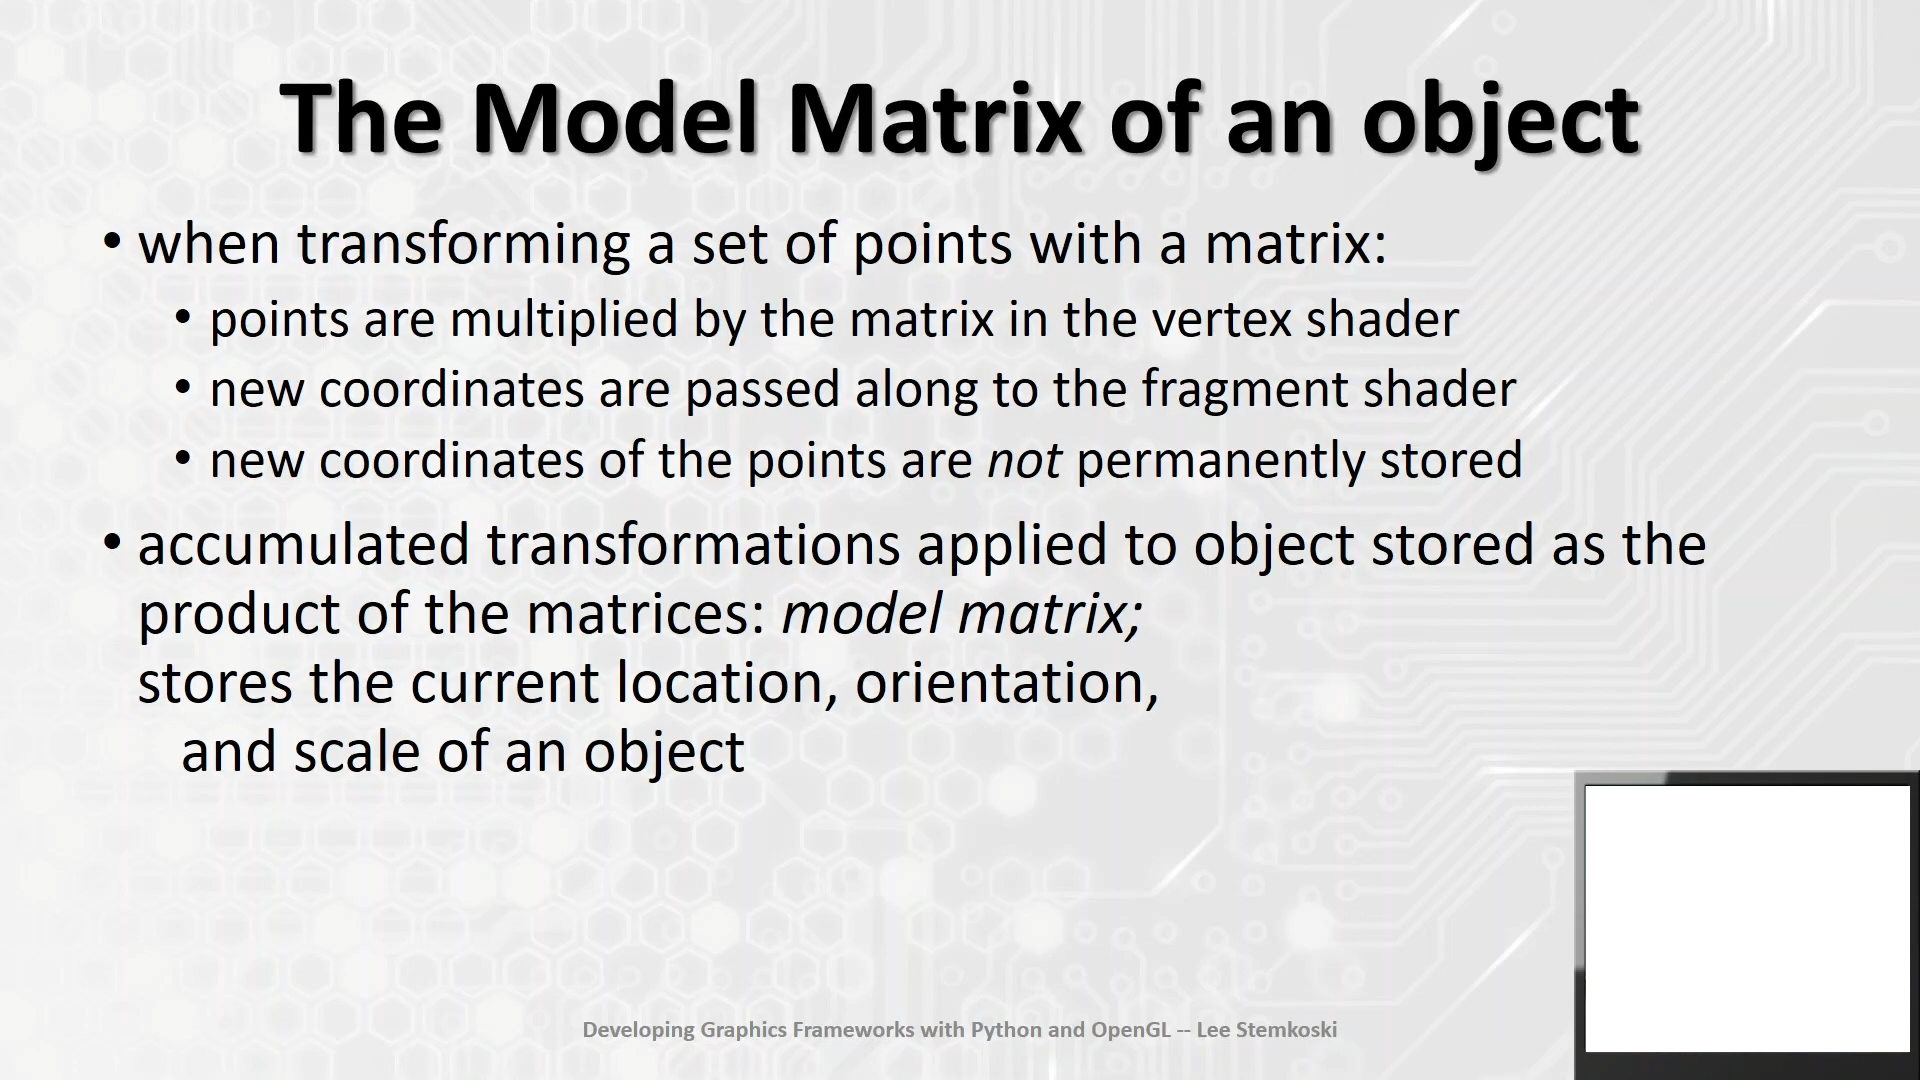 The Model Matrix of an object
• when transforming a set of points with a matrix:
• points are multiplied by the matrix in the vertex shader
• new coordinates are passed along to the fragment shader
• new coordinates of the points are not permanently stored
• accumulated transformations applied to object stored as the
product of the matrices: model matrix;
stores the current location, orientation,
and scale of an object
Developing Graphics Frameworks with Python and OpenGL -- Lee Stemkoski